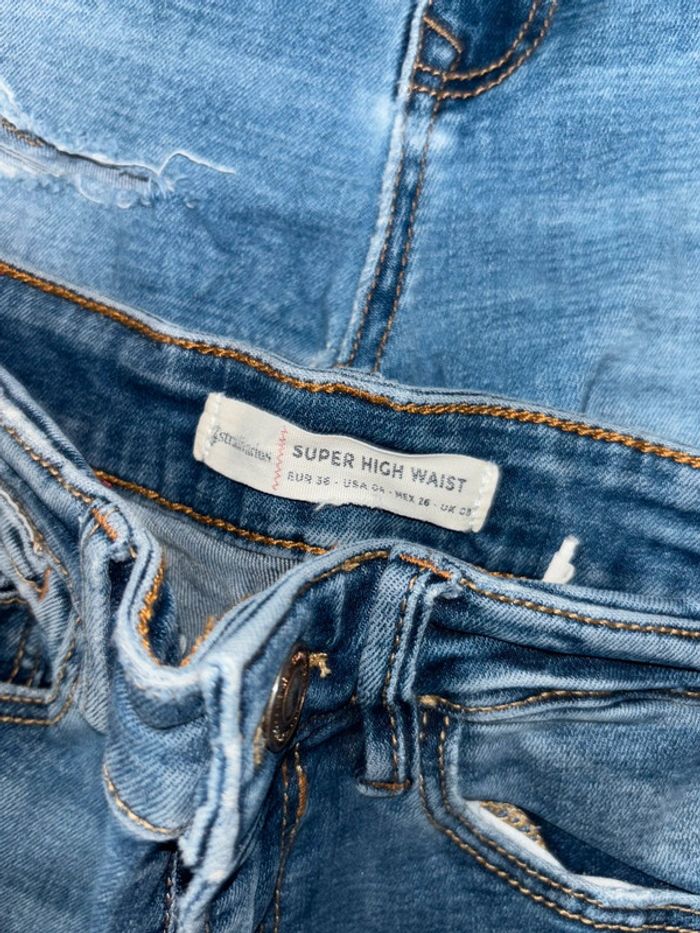 Stradivarius
SUPER HIGH WAIST
EUR 36 - USA 04 - MEX 26 - UK 08